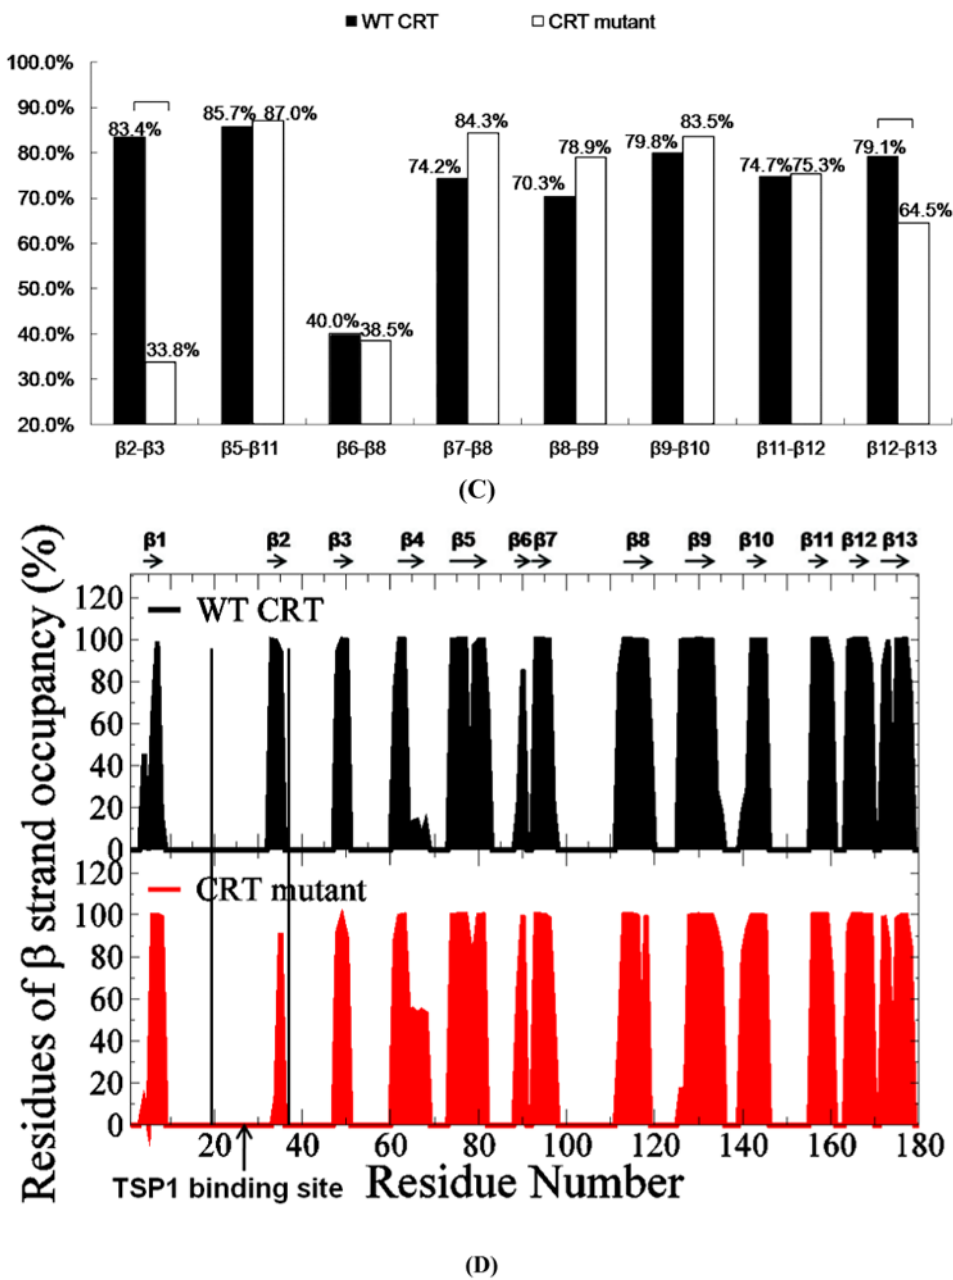 WT CRT CRT mutant
100.0%
90.0%
80.0%
70.0%
60.0%
50.0%
40.0%
30.0%
20.0%
83.4% 33.8%
85.7% 87.0%
40.0% 38.5%
74.2% 84.3%
70.3% 78.9%
79.8% 83.5%
74.7% 75.3%
79.1% 64.5%
β2-β3 β5-β11 β6-β8 β7-β8 β8-β9 β9-β10 β11-β12 β12-β13
(C)
β1 β2 β3 β4 β5 β6 β7 β8 β9 β10 β11 β12 β13
Residues of β strand occupancy (%)
120
100
80
60
40
20
0
WT CRT
120
100
80
60
40
20
0
CRT mutant
20 40 60 80 100 120 140 160 180
TSP1 binding site
Residue Number
(D)